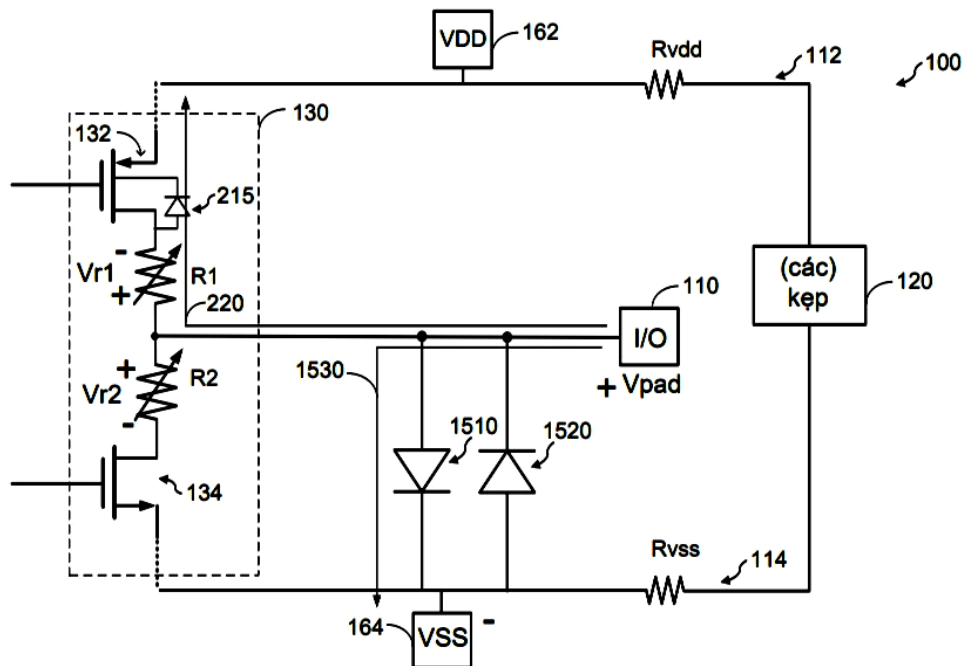 VDD
162
Rvdd
112
100
130
132
215
-
Vr1
+
R1
220
110
I/O
(các)
kẹp
120
1530
+ Vpad
+
Vr2
-
R2
1510
1520
134
Rvss
114
164
VSS
-